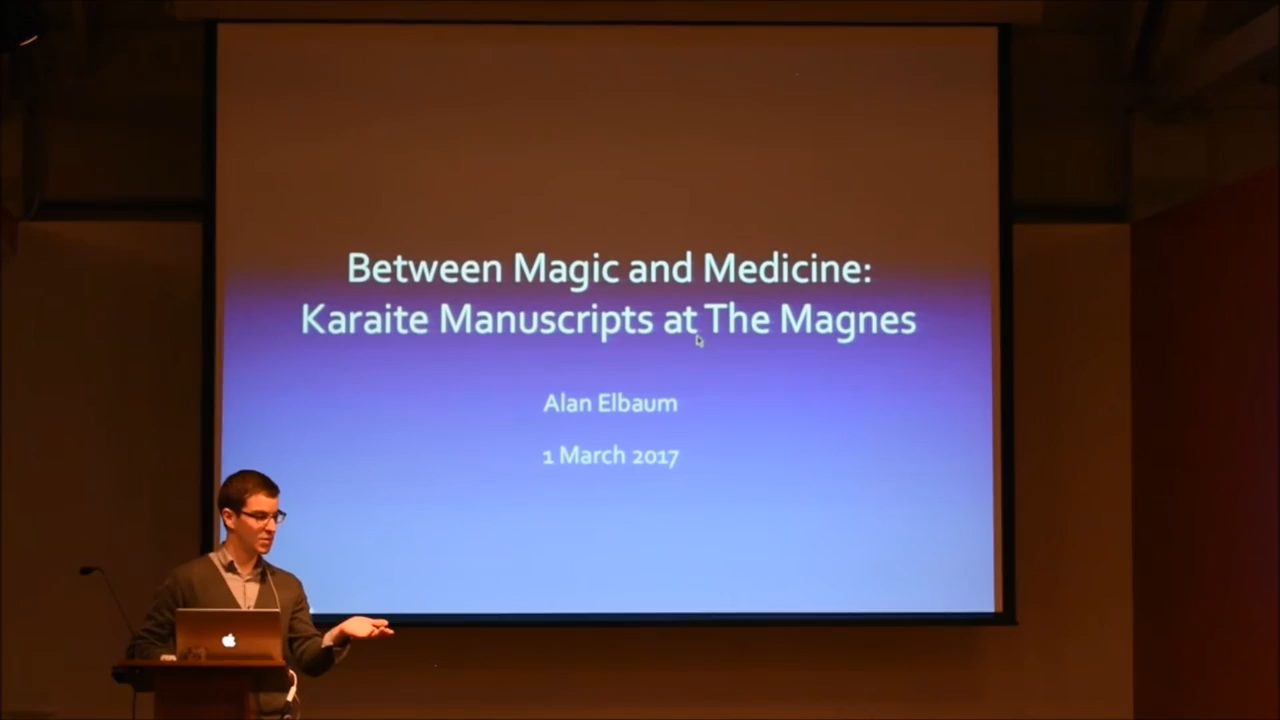 Between Magic and Medicine:
Karaite Manuscripts at The Magnes
Alan Elbaum
1 March 2017